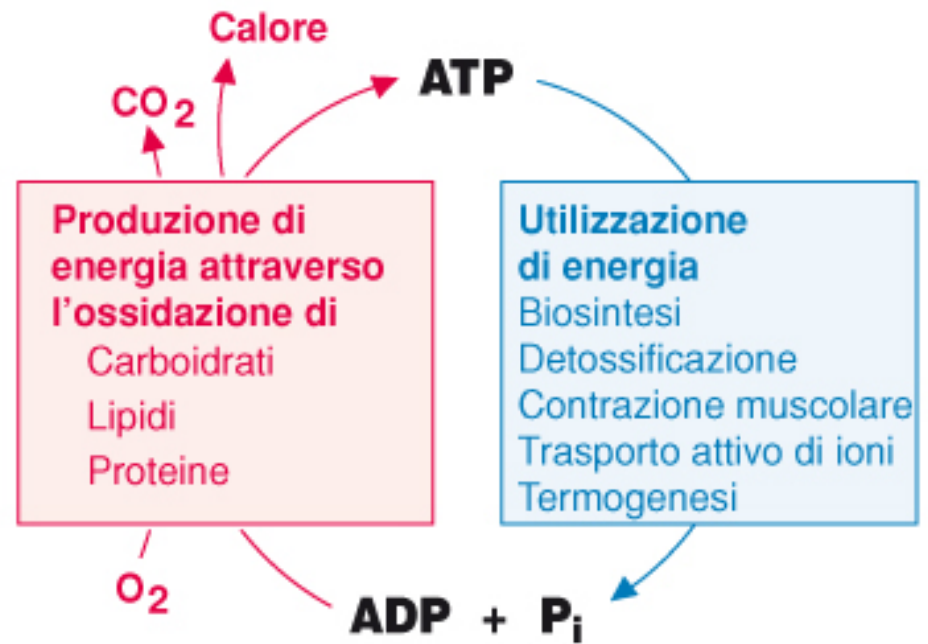 Calore
CO2
ATP
Produzione di
energia attraverso
l'ossidazione di
Carboidrati
Lipidi
Proteine
Utilizzazione
di energia
Biosintesi
Detossificazione
Contrazione muscolare
Trasporto attivo di ioni
Termogenesi
O2
ADP + Pi